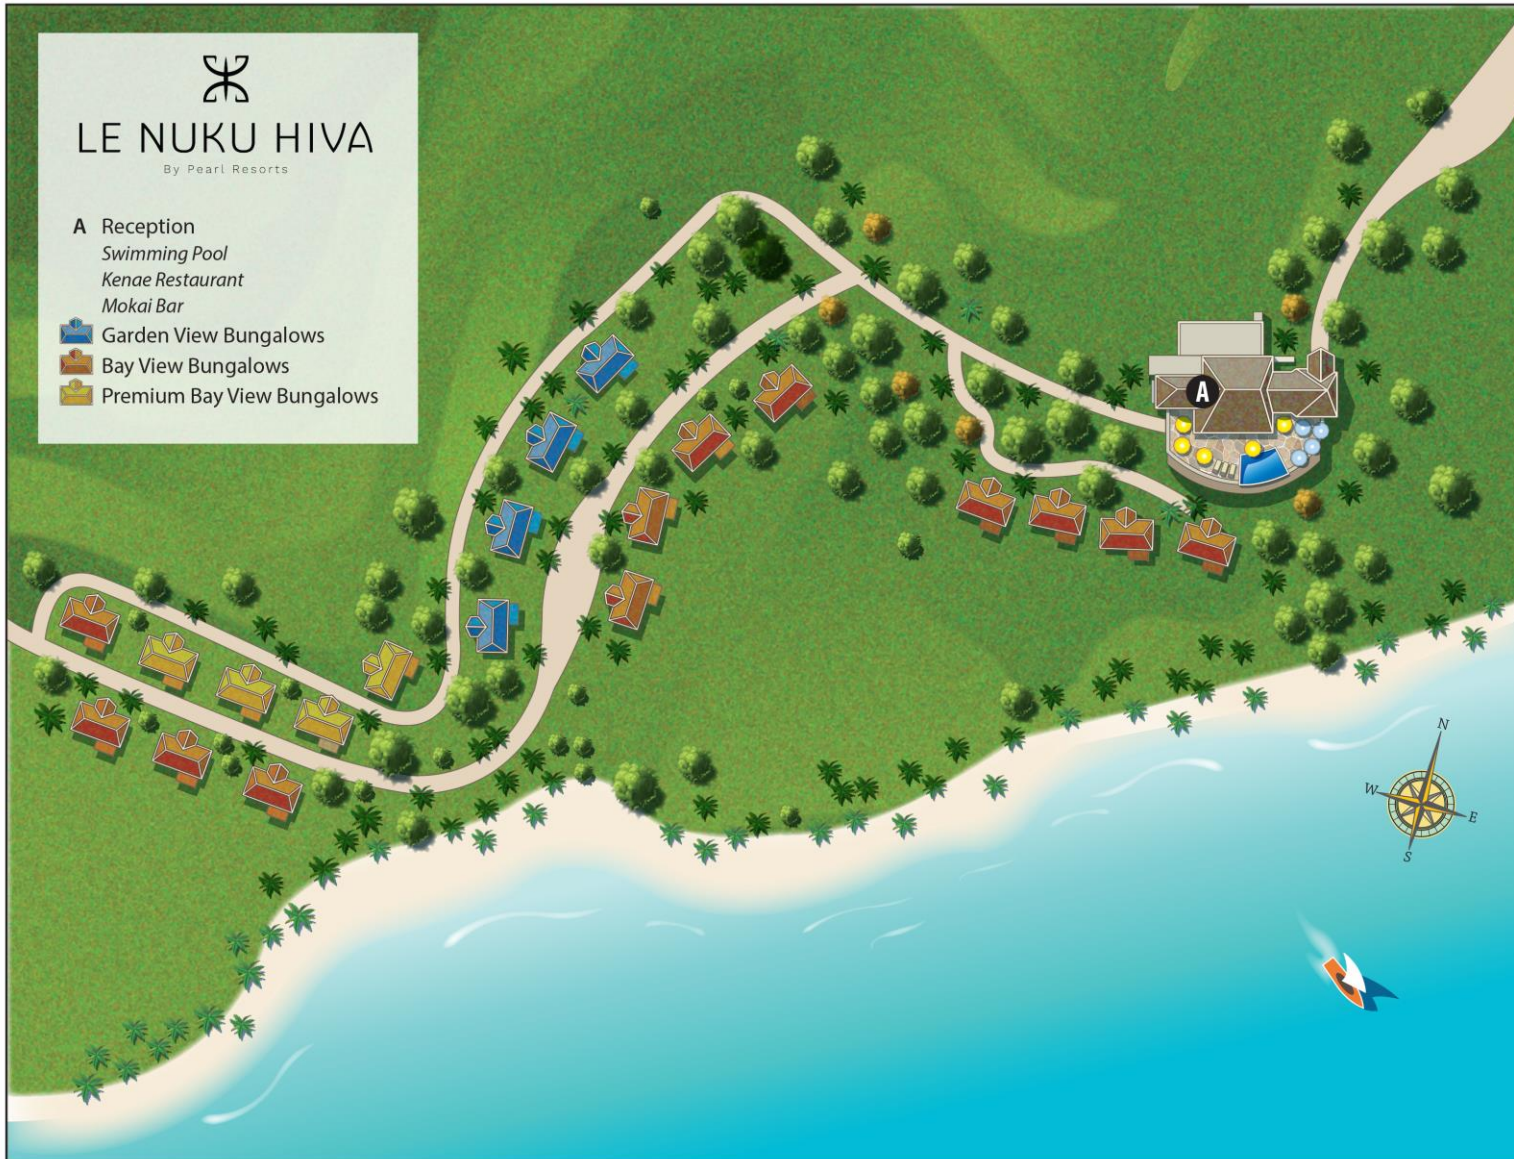 LE NUKU HIVA
By Pearl Resorts
A Reception
Swimming Pool
Kenae Restaurant
Mokai Bar
Garden View Bungalows
Bay View Bungalows
Premium Bay View Bungalows
A
N
W
E
S